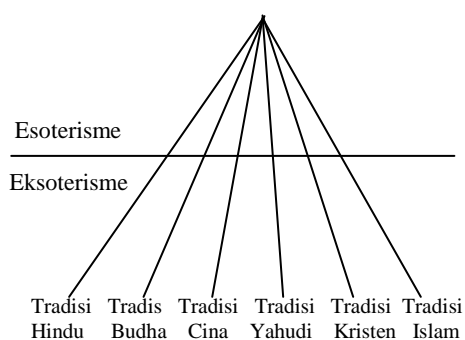 Esoterisme
Eksoterisme
Tradisi Tradis Tradisi Tradisi Tradisi Tradisi
Hindu Budha Cina Yahudi Kristen Islam